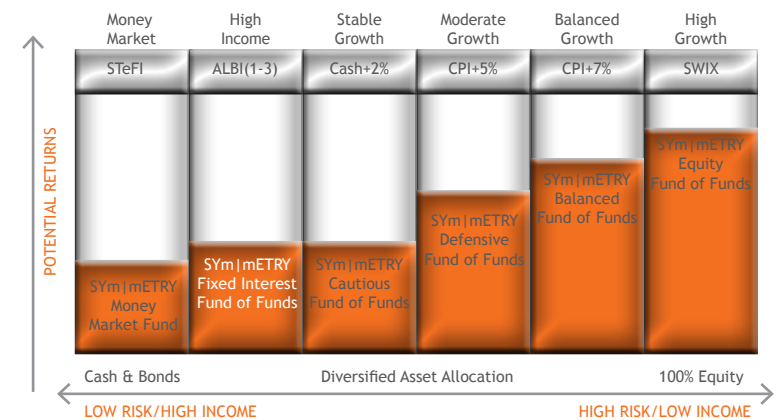 Money
Market
High
Income
Stable
Growth
Moderate
Growth
Balanced
Growth
High
Growth
STeFI
ALBI(1-3)
Cash+2%
CPI+5%
CPI+7%
SWIX
POTENTIAL RETURNS
SYm|mETRY
Money
Market Fund
SYm|mETRY
Fixed Interest
Fund of Funds
SYm|mETRY
Cautious
Fund of Funds
SYm|mETRY
Defensive
Fund of Funds
SYm|mETRY
Balanced
Fund of Funds
SYm|mETRY
Equity
Fund of Funds
Cash & Bonds
Diversified Asset Allocation
100% Equity
LOW RISK/HIGH INCOME
HIGH RISK/LOW INCOME